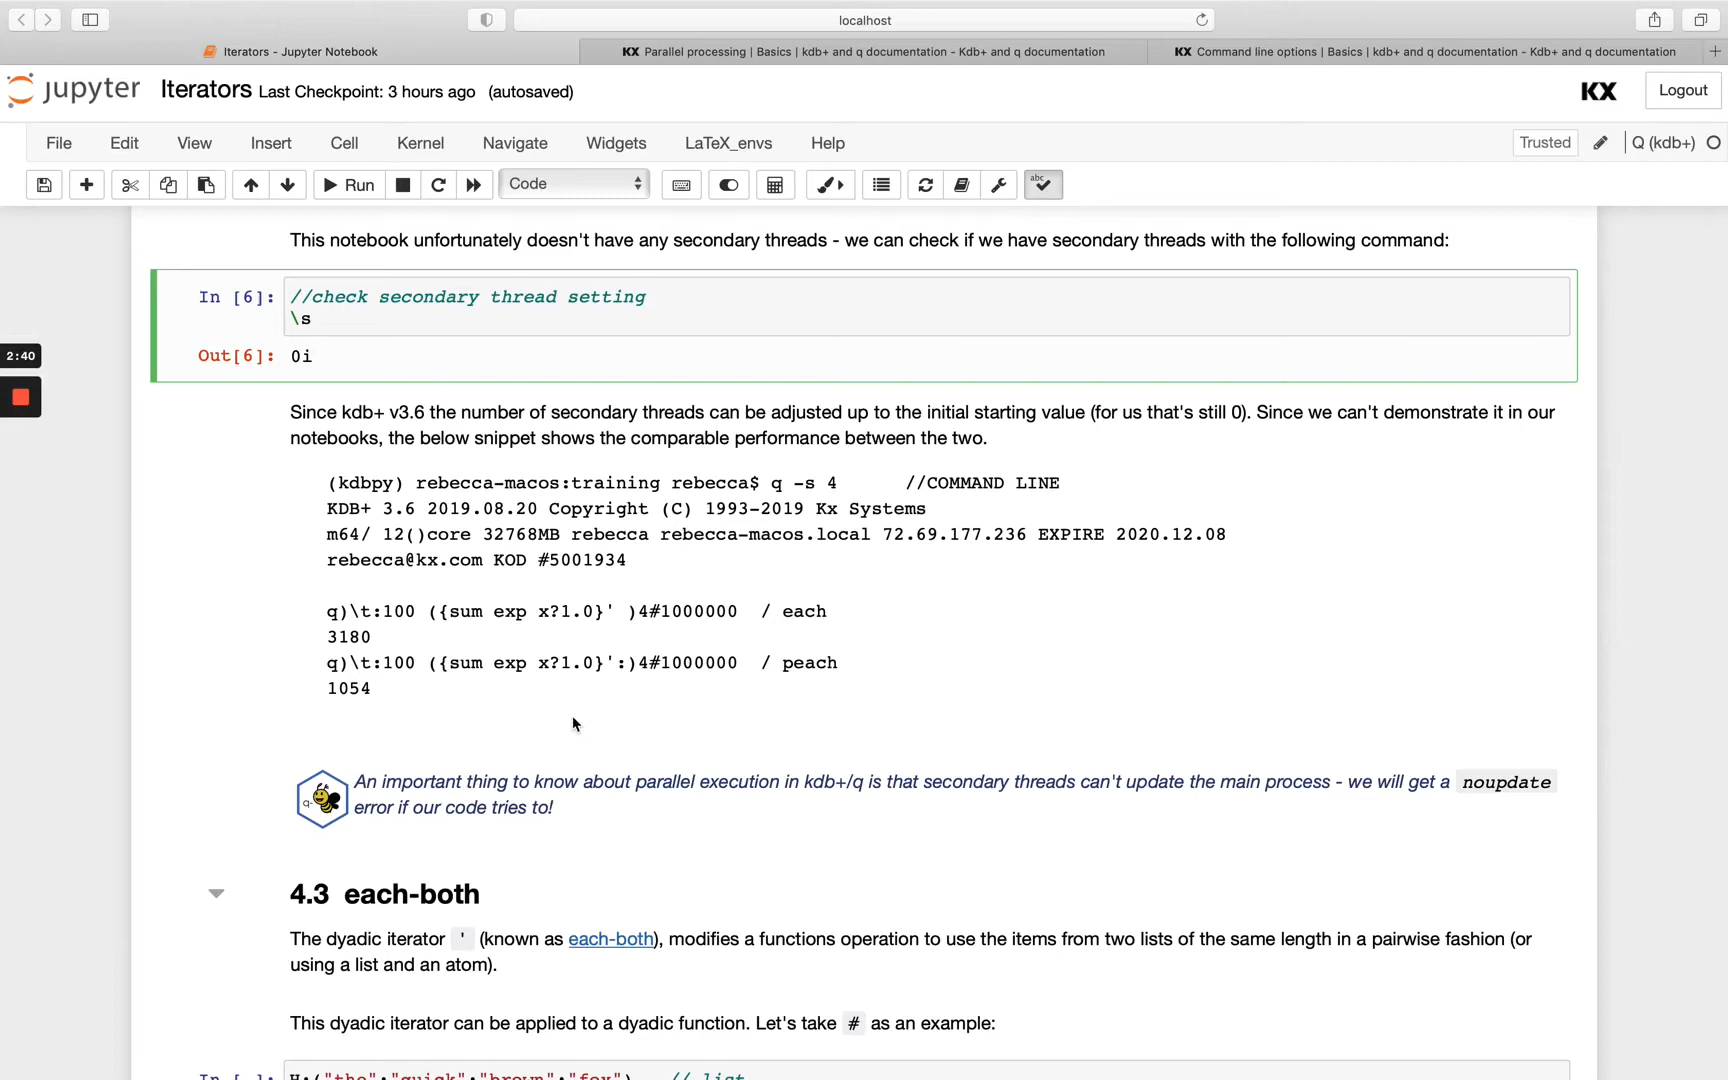 localhost
Iterators - Jupyter Notebook
KX Parallel processing | Basics | kdb+ and q documentation - Kdb+ and q documentation
KX Command line options | Basics | kdb+ and q documentation - Kdb+ and q documentation
jupyter Iterators Last Checkpoint: 3 hours ago (autosaved)
KX
Logout
File Edit View Insert Cell Kernel Navigate Widgets LaTeX_envs Help
Trusted
Q (kdb+)
Run
Code
abc
This notebook unfortunately doesn't have any secondary threads - we can check if we have secondary threads with the following command:
In [6]: //check secondary thread setting
\s
Out[6]: 0i
2:40
Since kdb+ v3.6 the number of secondary threads can be adjusted up to the initial starting value (for us that's still 0). Since we can't demonstrate it in our
notebooks, the below snippet shows the comparable performance between the two.
(kdbpy) rebecca-macos:training rebecca$ q -s 4 //COMMAND LINE
KDB+ 3.6 2019.08.20 Copyright (C) 1993-2019 Kx Systems
m64/ 12()core 32768MB rebecca rebecca-macos.local 72.69.177.236 EXPIRE 2020.12.08
rebecca@kx.com KOD #5001934
q)\t:100 ({sum exp x?1.0}' )4#1000000 / each
3180
q)\t:100 ({sum exp x?1.0}':)4#1000000 / peach
1054
q-
An important thing to know about parallel execution in kdb+/q is that secondary threads can't update the main process - we will get a noupdate
error if our code tries to!
4.3 each-both
The dyadic iterator ' (known as each-both), modifies a functions operation to use the items from two lists of the same length in a pairwise fashion (or
using a list and an atom).
This dyadic iterator can be applied to a dyadic function. Let's take # as an example:
In [ ]: H:("the";"quick";"brown";"fox") // list